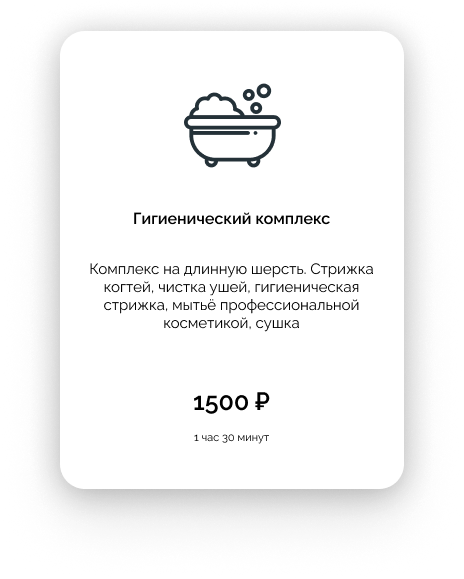 Гигиенический комплекс
Комплекс на длинную шерсть. Стрижка
когтей, чистка ушей, гигиеническая
стрижка, мытьё профессиональной
косметикой, сушка
1500 ₽
1 час 30 минут